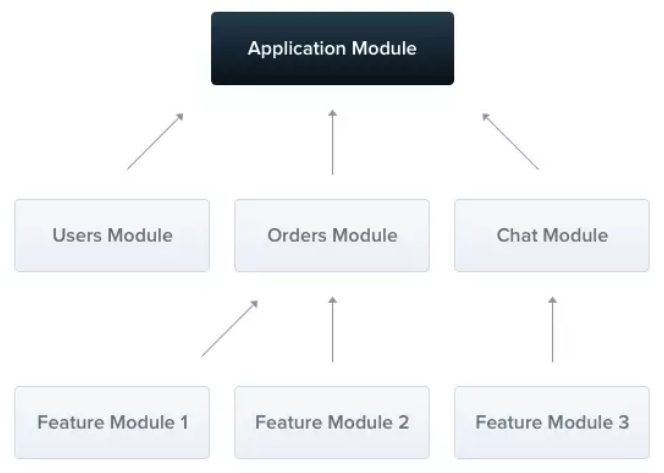 Application Module
Users Module
Orders Module
Chat Module
Feature Module 1
Feature Module 2
Feature Module 3